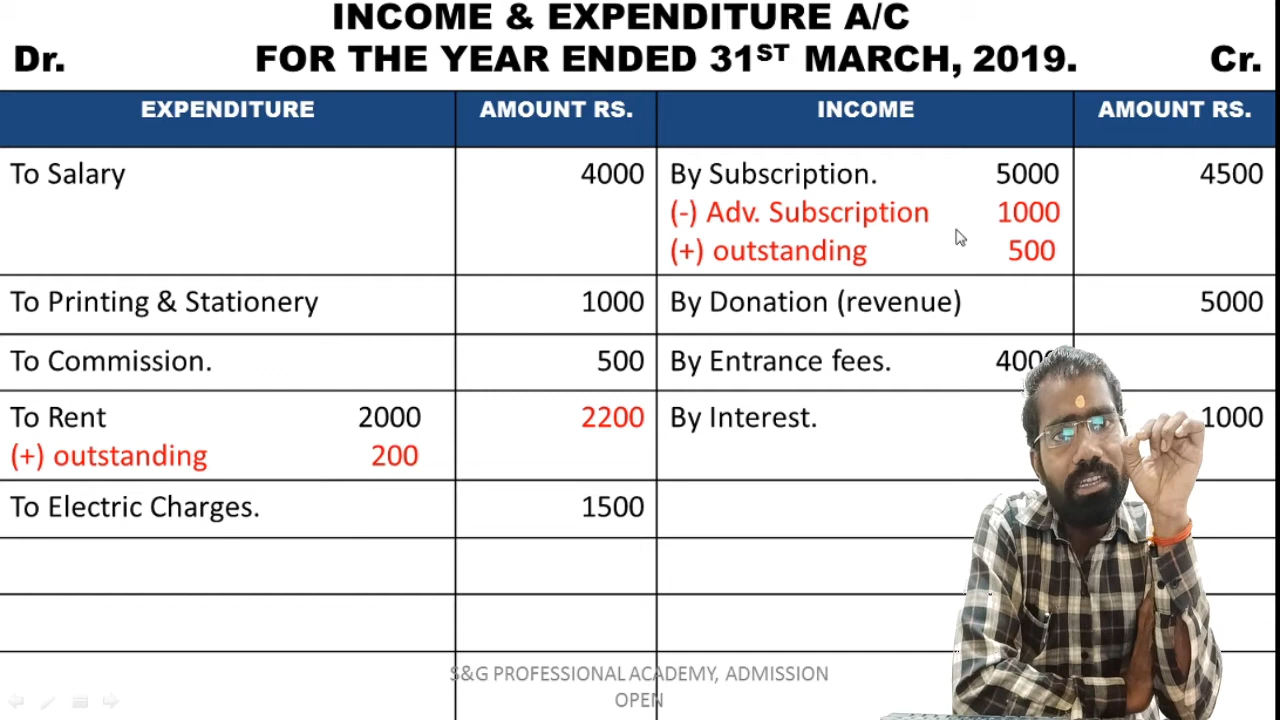 INCOME & EXPENDITURE A/C
Dr. FOR THE YEAR ENDED 31ST MARCH, 2019. Cr.
EXPENDITURE AMOUNT RS. INCOME AMOUNT RS.
To Salary 4000 By Subscription. 5000 4500
(-) Adv. Subscription 1000
(+) outstanding 500
To Printing & Stationery 1000 By Donation (revenue) 5000
To Commission. 500 By Entrance fees.
To Rent 2000 2200 By Interest. 1000
(+) outstanding 200
To Electric Charges. 1500
S&G PROFESSIONAL ACADEMY, ADMISSION
OPEN